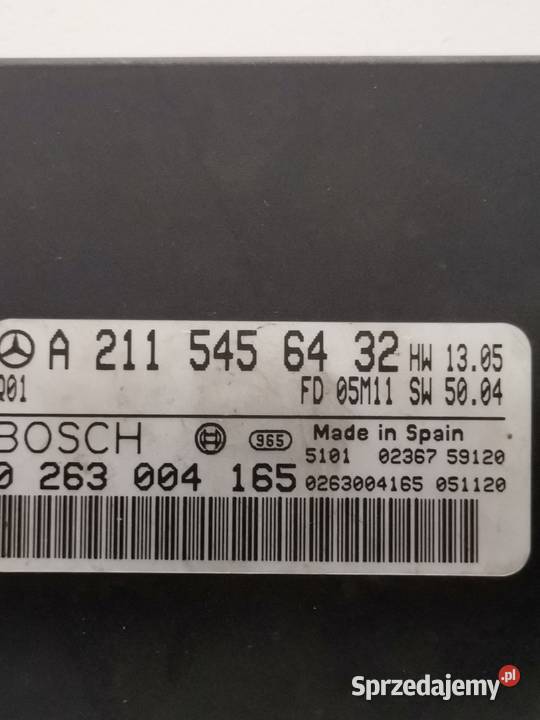 A 211 545 64 32 HW 13.05
Q01 FD 05M11 SW 50.04
BOSCH 965 Made in Spain
5101 02367 59120
0 263 004 165 0263004165 051120
Sprzedajemy.pl